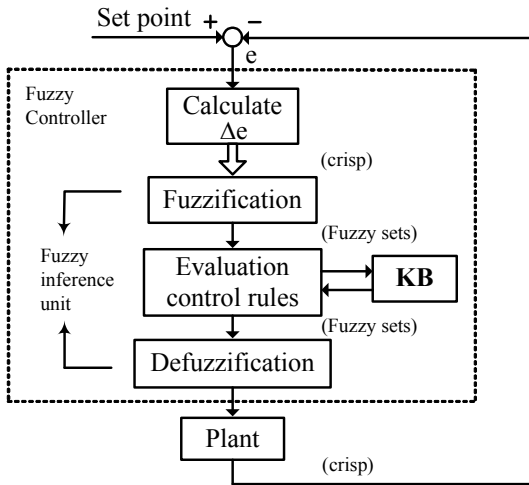 Set point + −
e
Fuzzy
Controller
Calculate
Δe
(crisp)
Fuzzification
(Fuzzy sets)
Fuzzy
inference
unit
Evaluation
control rules
KB
(Fuzzy sets)
Defuzzification
Plant
(crisp)